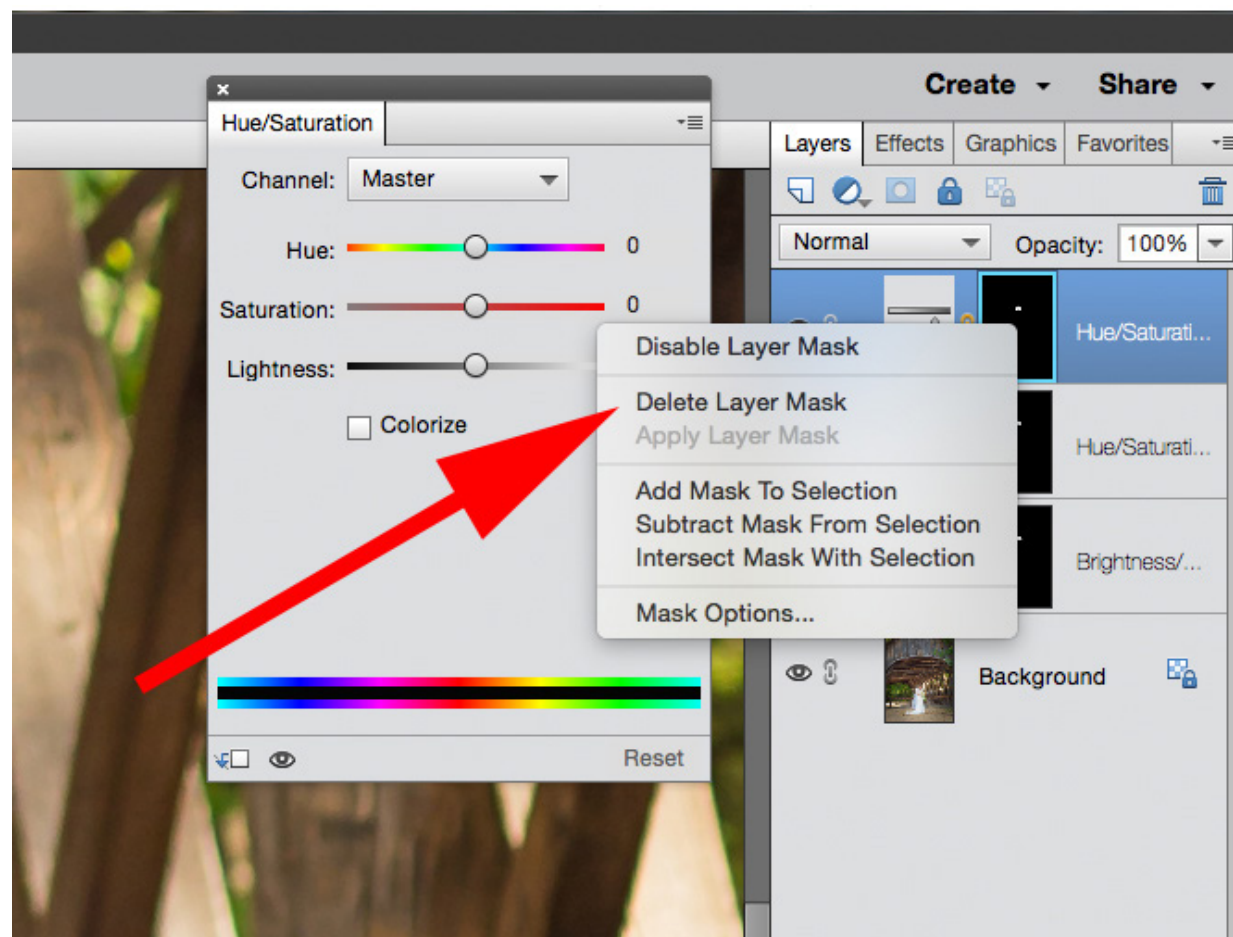 Create
Share
Hue/Saturation
Channel: Master
Hue: 0
Saturation: 0
Lightness:
Colorize
Reset
Layers
Effects
Graphics
Favorites
Normal
Opacity: 100%
Hue/Saturati...
Hue/Saturati...
Brightness/...
Background
Disable Layer Mask
Delete Layer Mask
Apply Layer Mask
Add Mask To Selection
Subtract Mask From Selection
Intersect Mask With Selection
Mask Options...